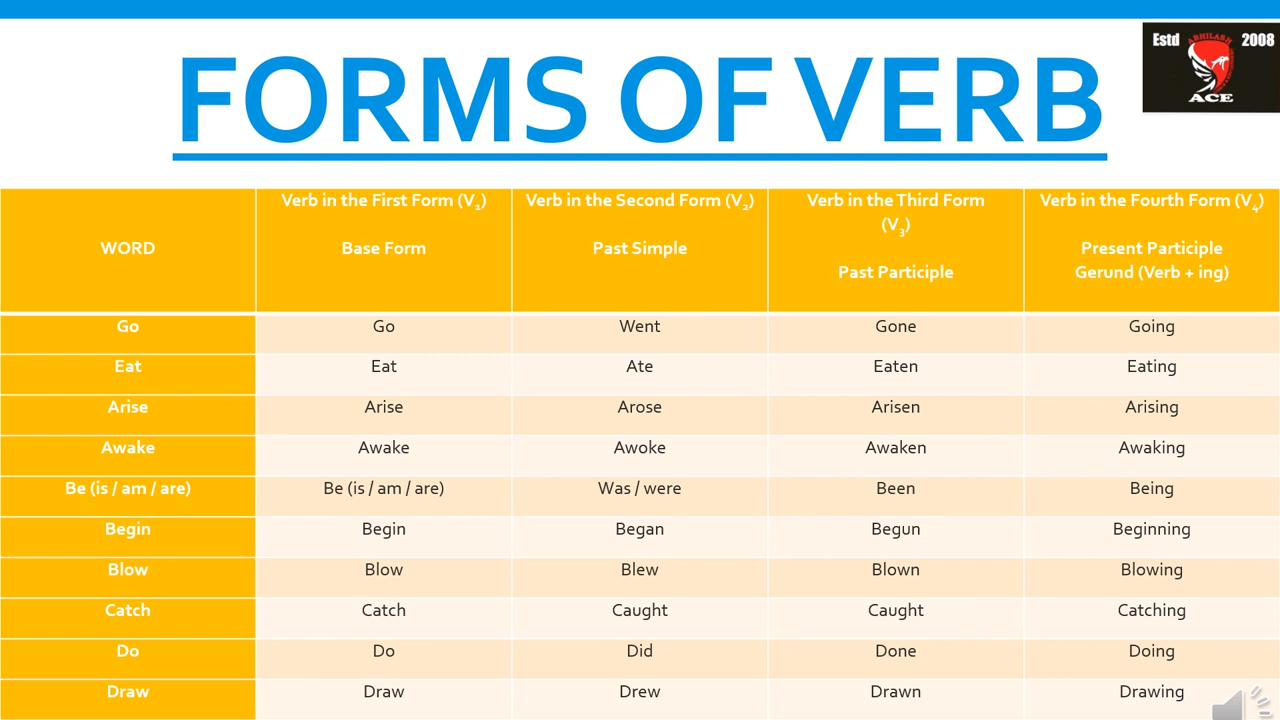 Estd 2008
ABHILASH
ACE
FORMS OF VERB
WORD
Verb in the First Form (V₁)
Base Form
Verb in the Second Form (V₂)
Past Simple
Verb in the Third Form
(V₃)
Past Participle
Verb in the Fourth Form (V₄)
Present Participle
Gerund (Verb + ing)
Go Go Went Gone Going
Eat Eat Ate Eaten Eating
Arise Arise Arose Arisen Arising
Awake Awake Awoke Awaken Awaking
Be (is / am / are) Be (is / am / are) Was / were Been Being
Begin Begin Began Begun Beginning
Blow Blow Blew Blown Blowing
Catch Catch Caught Caught Catching
Do Do Did Done Doing
Draw Draw Drew Drawn Drawing